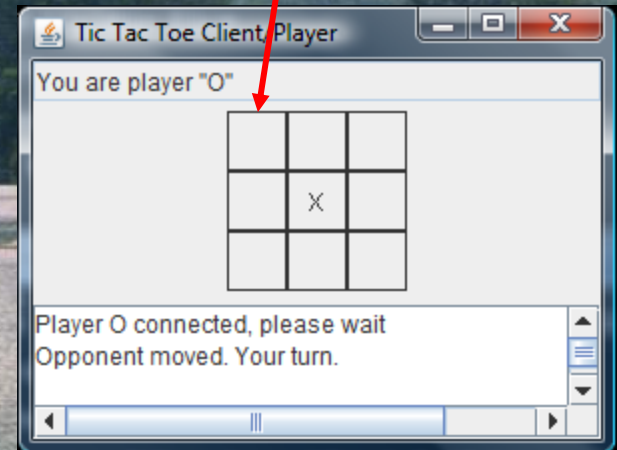 Tic Tac Toe Client, Player
You are player "O"
X
Player O connected, please wait
Opponent moved. Your turn.